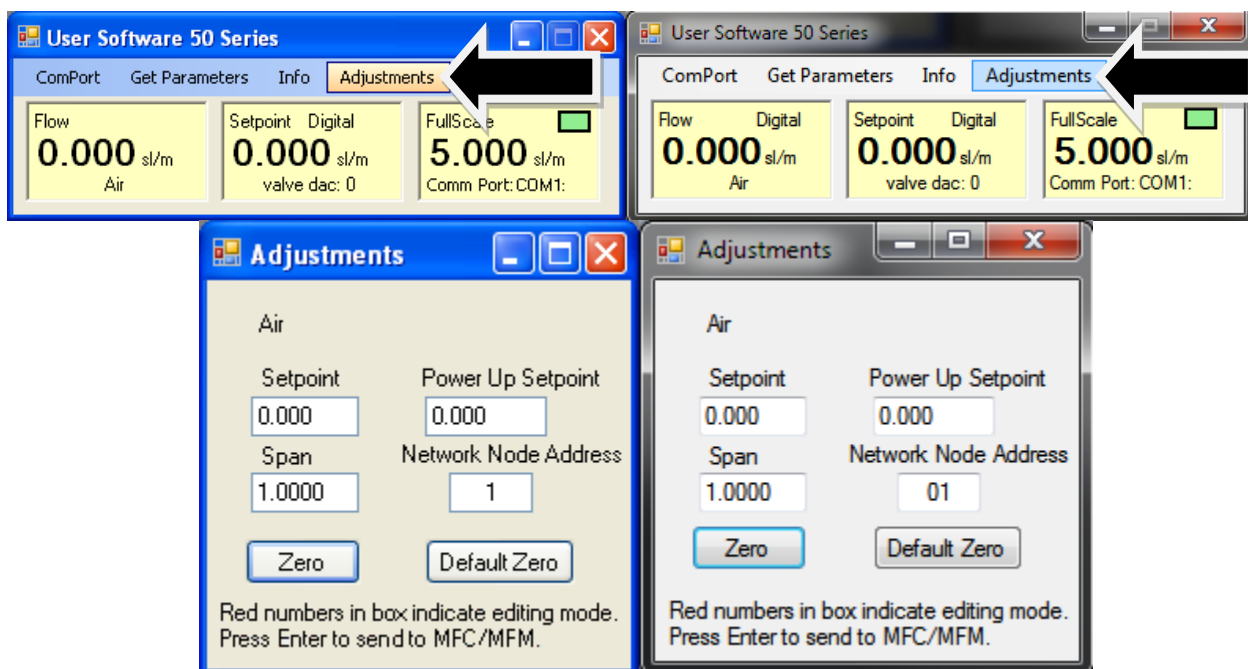 User Software 50 Series
ComPort Get Parameters Info Adjustments
Flow
0.000 sl/m
Air
Setpoint Digital
0.000 sl/m
valve dac: 0
FullScale
5.000 sl/m
Comm Port: COM1:
User Software 50 Series
ComPort Get Parameters Info Adjustments
Flow Digital
0.000 sl/m
Air
Setpoint Digital
0.000 sl/m
valve dac: 0
FullScale
5.000 sl/m
Comm Port: COM1:
Adjustments
Air
Setpoint Power Up Setpoint
0.000 0.000
Span Network Node Address
1.0000 1
Zero Default Zero
Red numbers in box indicate editing mode.
Press Enter to send to MFC/MFM.
Adjustments
Air
Setpoint Power Up Setpoint
0.000 0.000
Span Network Node Address
1.0000 01
Zero Default Zero
Red numbers in box indicate editing mode.
Press Enter to send to MFC/MFM.